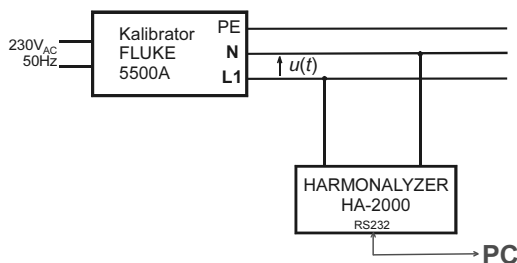 230V_AC
50Hz
Kalibrator
FLUKE
5500A
PE
N
L1
u(t)
HARMONALYZER
HA-2000
RS232
PC